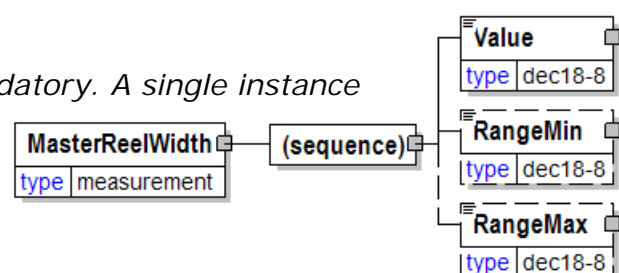 Value
type dec18-8
datory. A single instance
RangeMin
MasterReelWidth (sequence)
type dec18-8
type measurement
RangeMax
type dec18-8